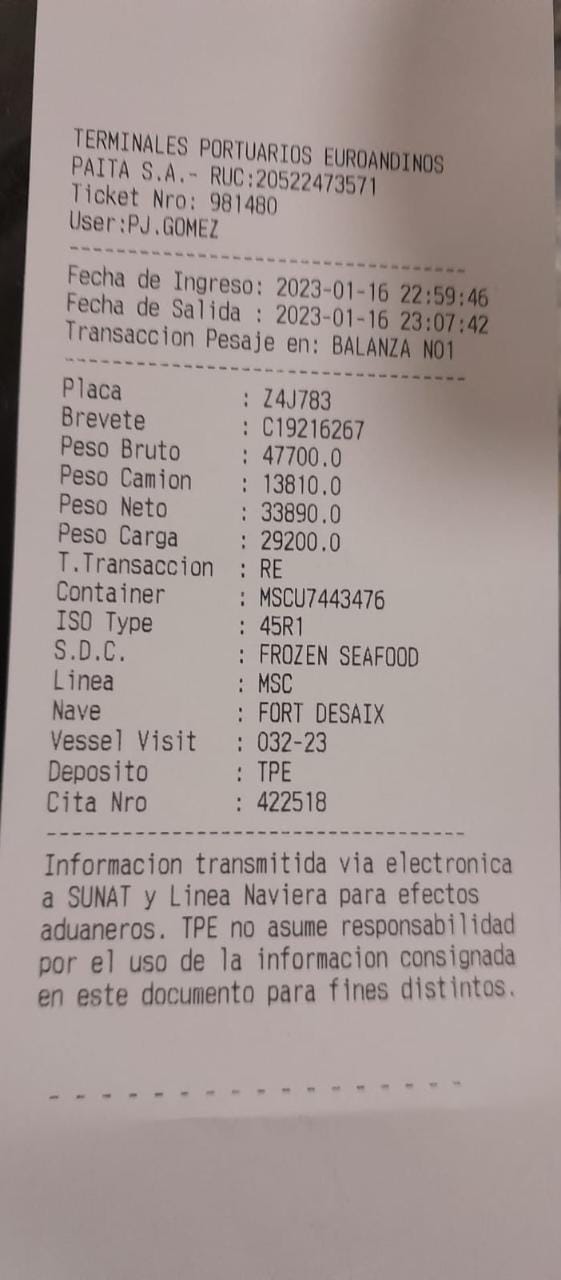 TERMINALES PORTUARIOS EUROANDINOS
PAITA S.A.- RUC:20522473571
Ticket Nro: 981480
User:PJ.GOMEZ
Fecha de Ingreso: 2023-01-16 22:59:46
Fecha de Salida : 2023-01-16 23:07:42
Transaccion Pesaje en: BALANZA NO1
Placa : Z4J783
Brevete : C19216267
Peso Bruto : 47700.0
Peso Camion : 13810.0
Peso Neto : 33890.0
Peso Carga : 29200.0
T.Transaccion : RE
Container : MSCU7443476
ISO Type : 45R1
S.D.C. : FROZEN SEAFOOD
Linea : MSC
Nave : FORT DESAIX
Vessel Visit : 032-23
Deposito : TPE
Cita Nro : 422518
Informacion transmitida via electronica
a SUNAT y Linea Naviera para efectos
aduaneros. TPE no asume responsabilidad
por el uso de la informacion consignada
en este documento para fines distintos.